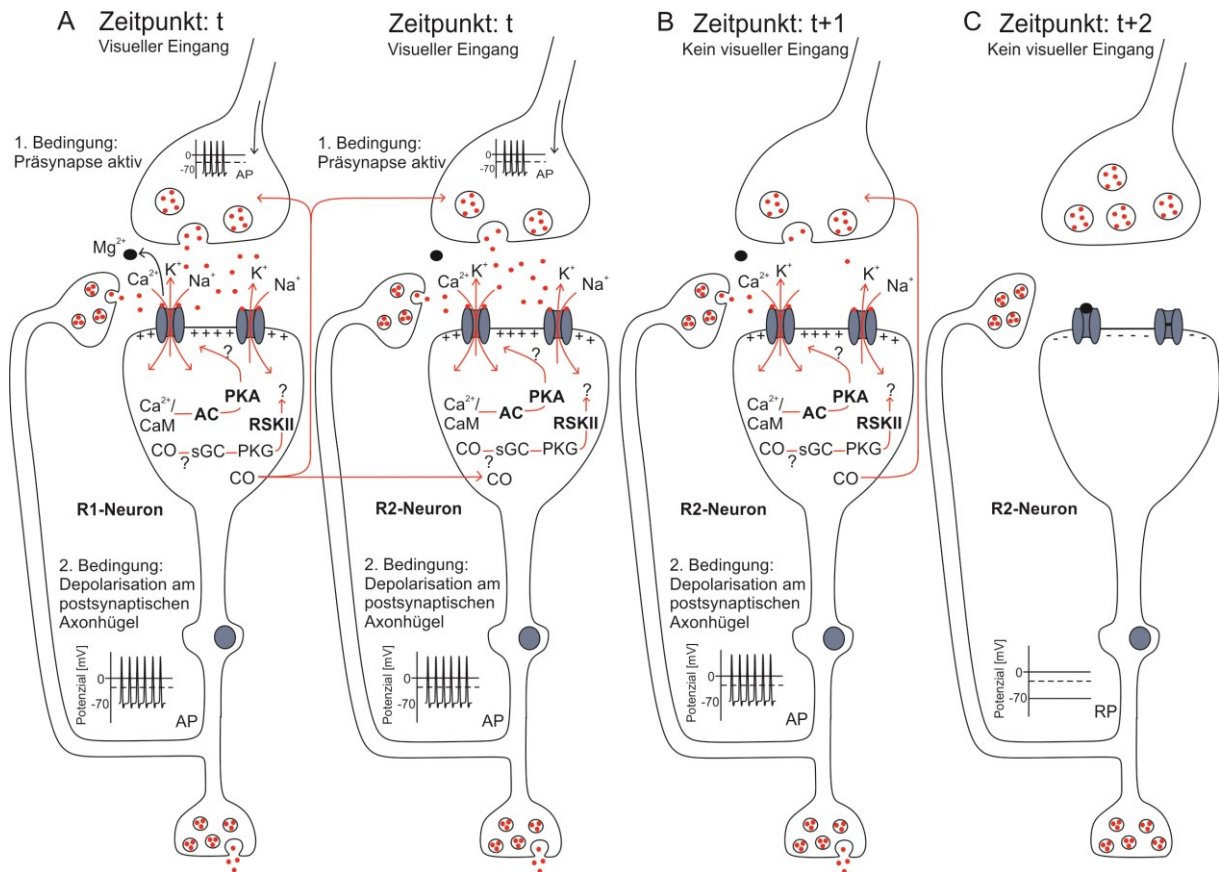 A
Zeitpunkt: t
Visueller Eingang
1. Bedingung:
Präsynapse aktiv
0
-70
AP
Mg2+
Ca2+
K+
Na+
K+
Na+
+ + + + + + + + +
?
PKA
?
Ca2+/
CaM
AC
RSKII
CO
sGC
PKG
?
CO
R1-Neuron
2. Bedingung:
Depolarisation am
postsynaptischen
Axonhügel
Potenzial [mV]
0
-70
AP
Zeitpunkt: t
Visueller Eingang
1. Bedingung:
Präsynapse aktiv
0
-70
AP
Ca2+
K+
Na+
K+
Na+
+ + + + + + + + +
?
PKA
?
Ca2+/
CaM
AC
RSKII
CO
sGC
PKG
?
CO
R2-Neuron
2. Bedingung:
Depolarisation am
postsynaptischen
Axonhügel
Potenzial [mV]
0
-70
AP
B
Zeitpunkt: t+1
Kein visueller Eingang
Ca2+
K+
Na+
K+
Na+
+ + + + + + + + +
?
PKA
?
Ca2+/
CaM
AC
RSKII
CO
sGC
PKG
?
CO
R2-Neuron
2. Bedingung:
Depolarisation am
postsynaptischen
Axonhügel
Potenzial [mV]
0
-70
AP
C
Zeitpunkt: t+2
Kein visueller Eingang
- - - - - - - - -
R2-Neuron
Potenzial [mV]
0
-70
RP